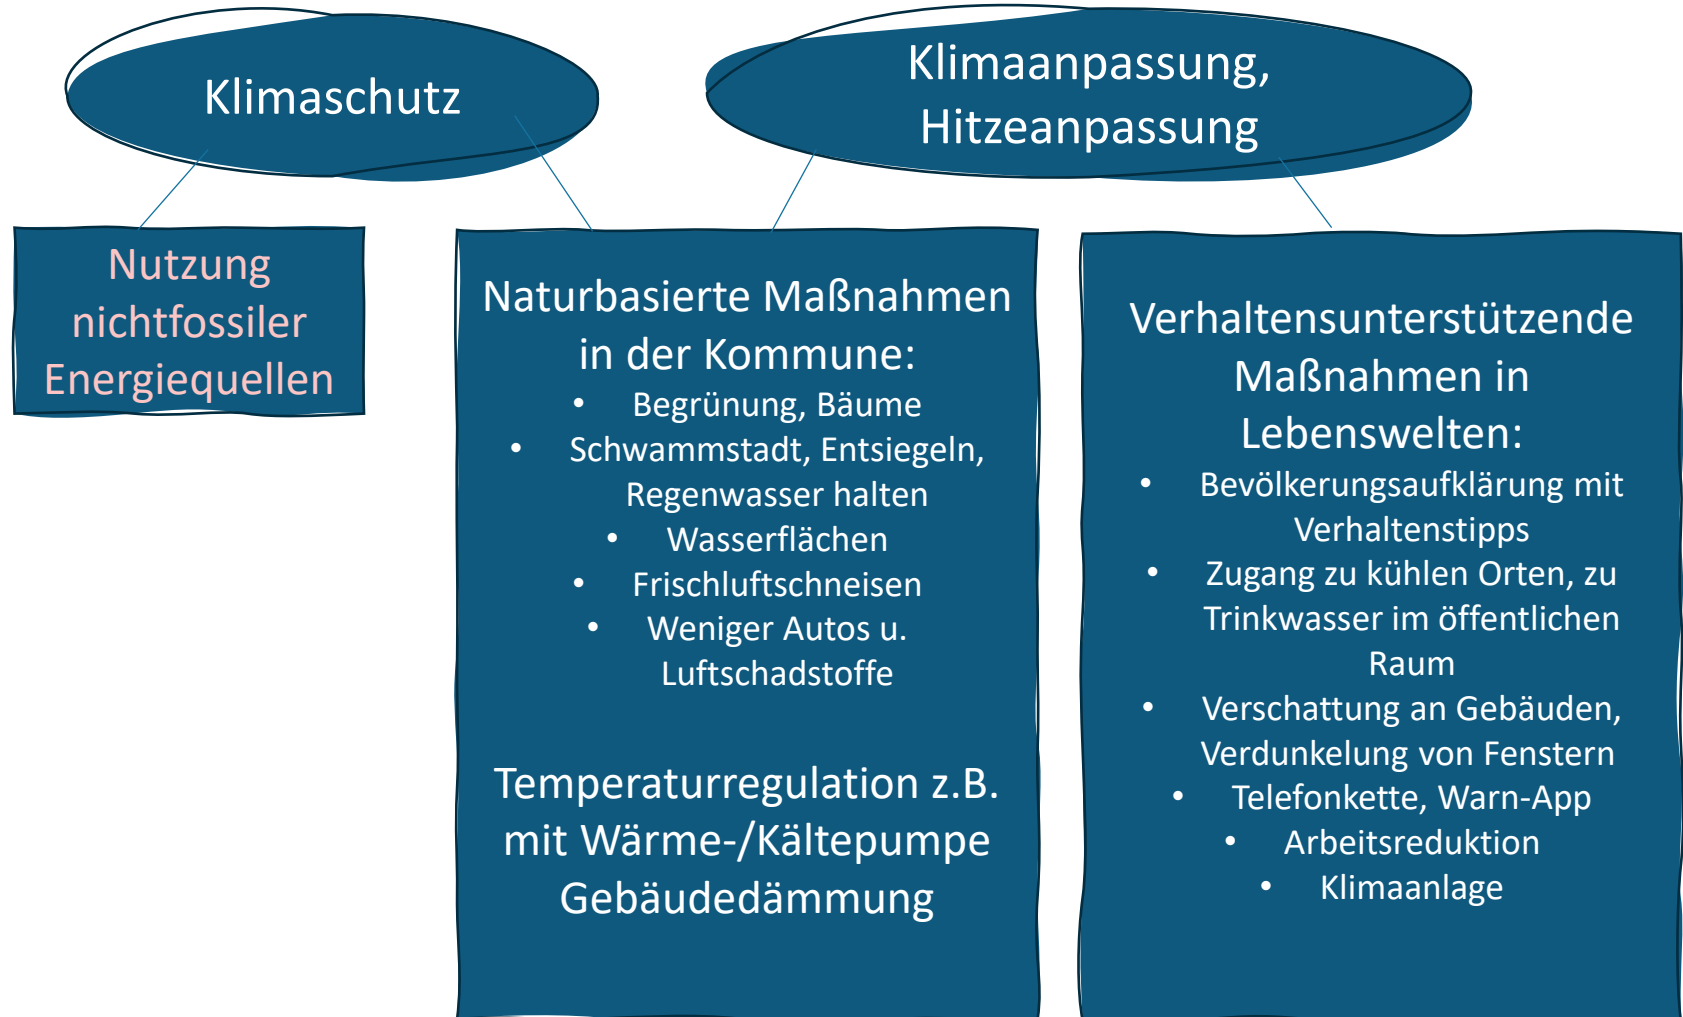 Klimaschutz
Klimaanpassung,
Hitzeanpassung
Nutzung
nichtfossiler
Energiequellen
Naturbasierte Maßnahmen
in der Kommune:
• Begrünung, Bäume
• Schwammstadt, Entsiegeln,
Regenwasser halten
• Wasserflächen
• Frischluftschneisen
• Weniger Autos u.
Luftschadstoffe
Temperaturregulation z.B.
mit Wärme-/Kältepumpe
Gebäudedämmung
Verhaltensunterstützende
Maßnahmen in
Lebenswelten:
• Bevölkerungsaufklärung mit
Verhaltenstipps
• Zugang zu kühlen Orten, zu
Trinkwasser im öffentlichen
Raum
• Verschattung an Gebäuden,
Verdunkelung von Fenstern
• Telefonkette, Warn-App
• Arbeitsreduktion
• Klimaanlage